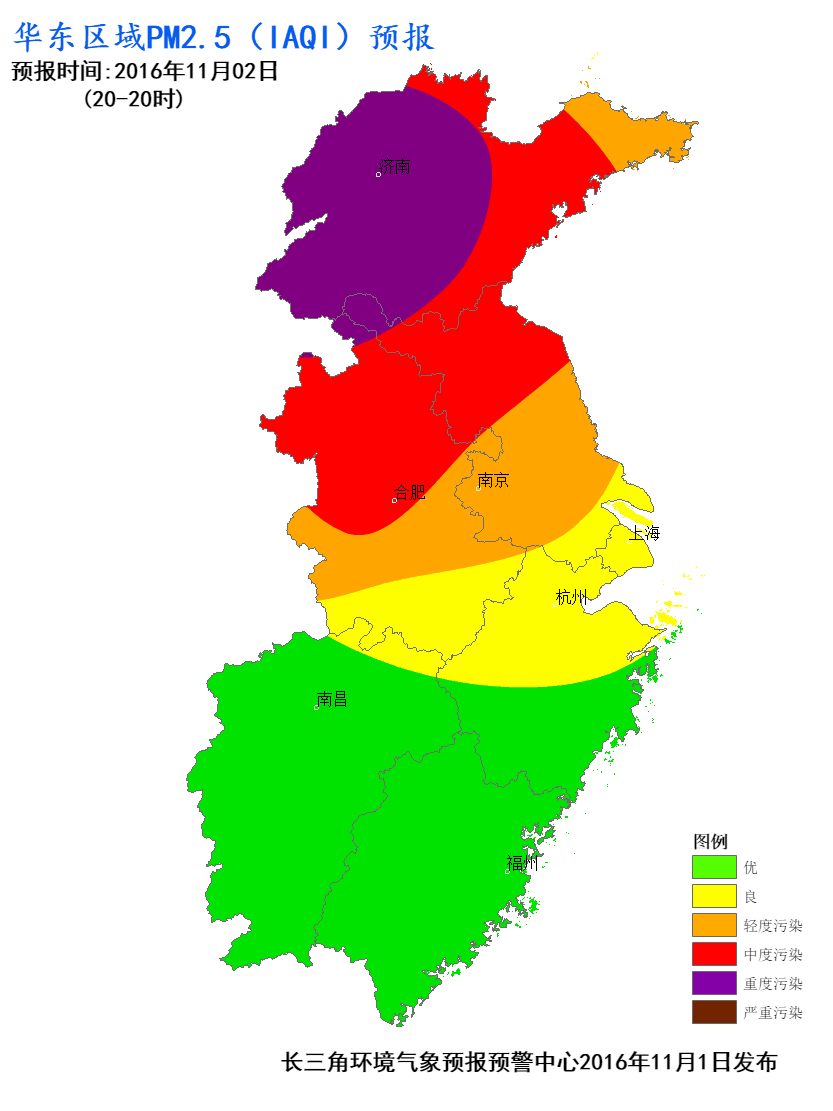 华东区域PM2.5（IAQI）预报
预报时间:2016年11月02日
(20-20时)
济南
合肥
南京
上海
杭州
南昌
福州
图例
优
良
轻度污染
中度污染
重度污染
严重污染
长三角环境气象预报预警中心2016年11月1日发布